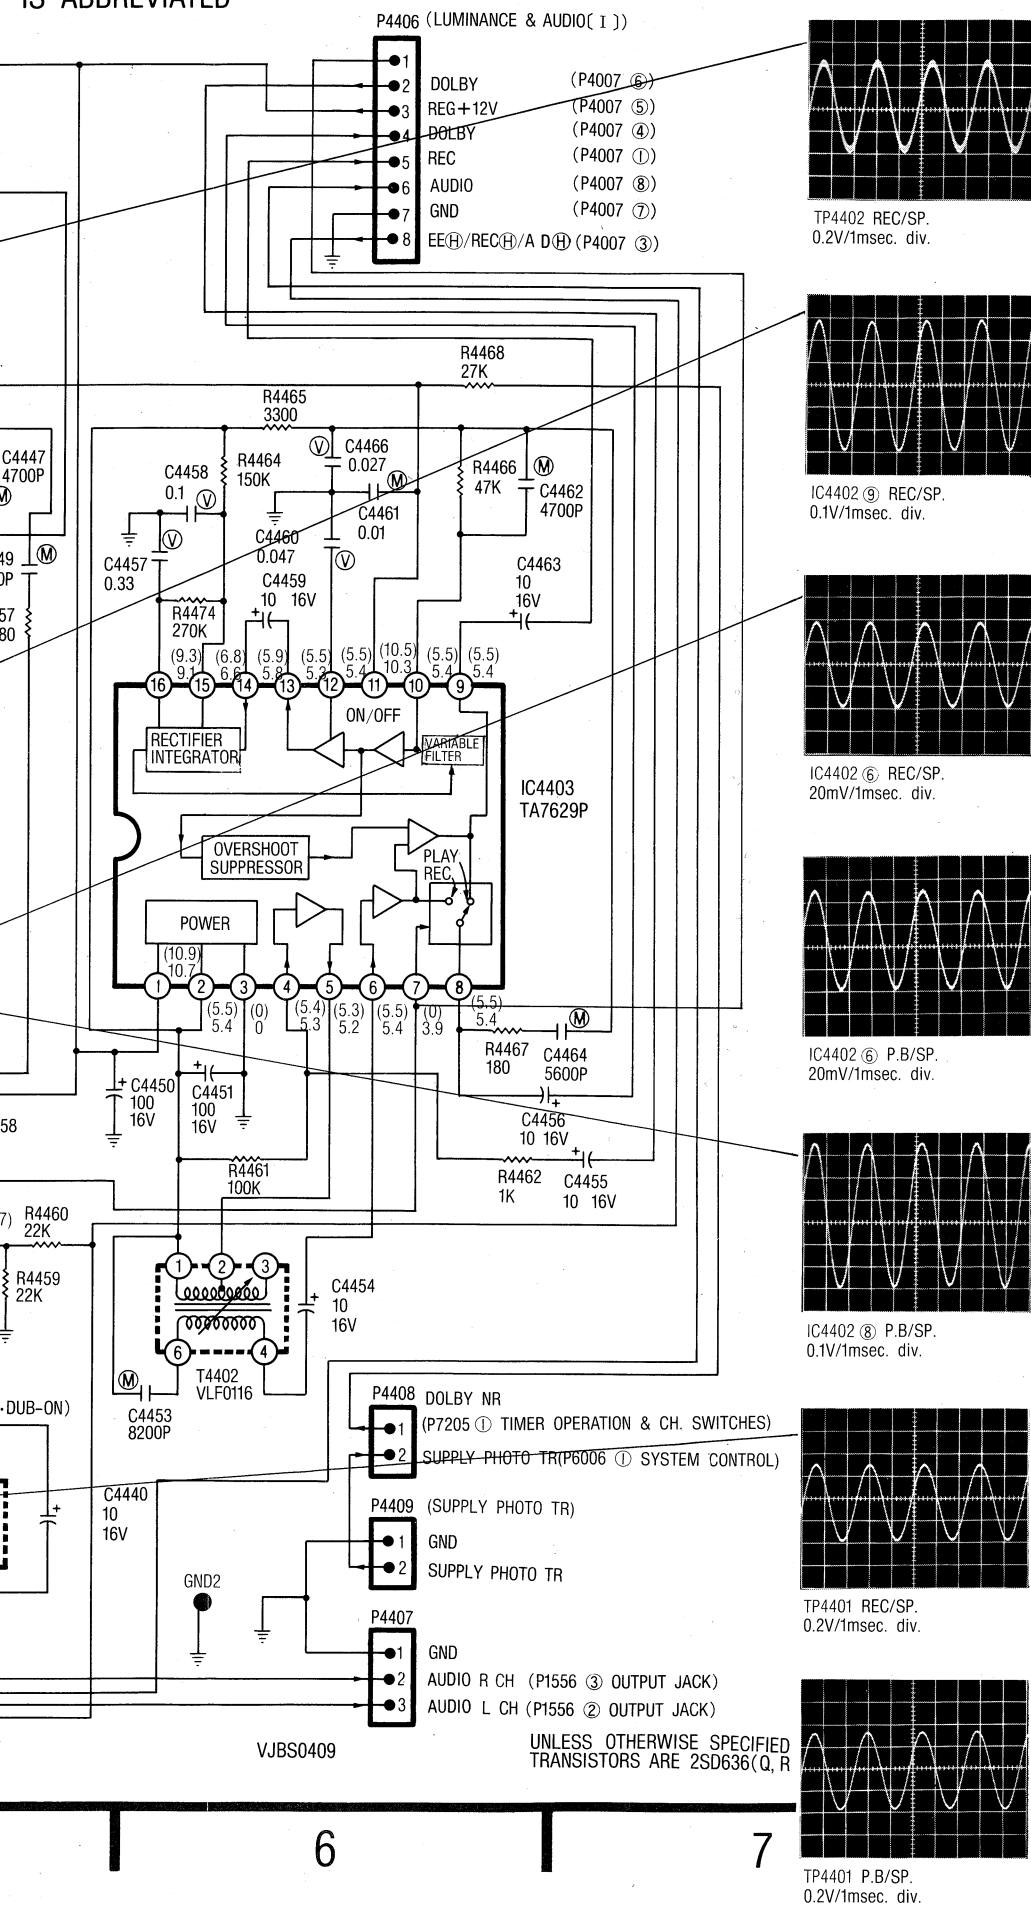 IS ABBREVIATED
P4406 (LUMINANCE & AUDIO[I])
1
2 DOLBY (P4007 ⑥)
3 REG+12V (P4007 ⑤)
4 DOLBY (P4007 ④)
5 REC (P4007 ①)
6 AUDIO (P4007 ⑧)
7 GND (P4007 ⑦)
8 EEⒽ/RECⒽ/A DⒽ (P4007 ③)
TP4402 REC/SP.
0.2V/1msec. div.
R4468
27K
R4465
3300
C4447
4700P
Ⓜ
C4458
0.1
Ⓥ
R4464
150K
Ⓥ
C4466
0.027
Ⓜ
C4461
0.01
R4466
47K
Ⓜ
C4462
4700P
IC4402 ⑨ REC/SP.
0.1V/1msec. div.
49
0P
Ⓜ
57
80
C4457
0.33
Ⓥ
C4460
0.047
Ⓥ
C4459
10 16V
C4463
10
16V
R4474
270K
(9.3) (6.8) (5.9) (5.5) (5.5) (10.5) (5.5) (5.5)
9.1 6.6 5.8 5.3 5.4 10.3 5.4 5.4
16 15 14 13 12 11 10 9
ON/OFF
RECTIFIER
INTEGRATOR
VARIABLE
FILTER
IC4403
TA7629P
IC4402 ⑥ REC/SP.
20mV/1msec. div.
OVERSHOOT
SUPPRESSOR
PLAY
REC
POWER
(10.9)
10.7
1 2 3 4 5 6 7 8
(5.5) (0) (5.4) (5.3) (5.5) (0) (5.5)
5.4 0 5.3 5.2 5.4 3.9 5.4
R4467
180
Ⓜ
C4464
5600P
IC4402 ⑥ P.B/SP.
20mV/1msec. div.
C4450
100
16V
C4451
100
16V
58
C4456
10 16V
R4461
100K
R4462
1K
C4455
10 16V
7)
R4460
22K
R4459
22K
1 2 3
6 4
T4402
VLF0116
C4454
10
16V
Ⓜ
C4453
8200P
IC4402 ⑧ P.B/SP.
0.1V/1msec. div.
·DUB-ON)
P4408 DOLBY NR
1 (P7205 ① TIMER OPERATION & CH. SWITCHES)
2 SUPPLY PHOTO TR(P6006 ① SYSTEM CONTROL)
C4440
10
16V
P4409 (SUPPLY PHOTO TR)
1 GND
2 SUPPLY PHOTO TR
GND2
TP4401 REC/SP.
0.2V/1msec. div.
P4407
1 GND
2 AUDIO R CH (P1556 ③ OUTPUT JACK)
3 AUDIO L CH (P1556 ② OUTPUT JACK)
VJBS0409
UNLESS OTHERWISE SPECIFIED
TRANSISTORS ARE 2SD636(Q, R
6
7
TP4401 P.B/SP.
0.2V/1msec. div.